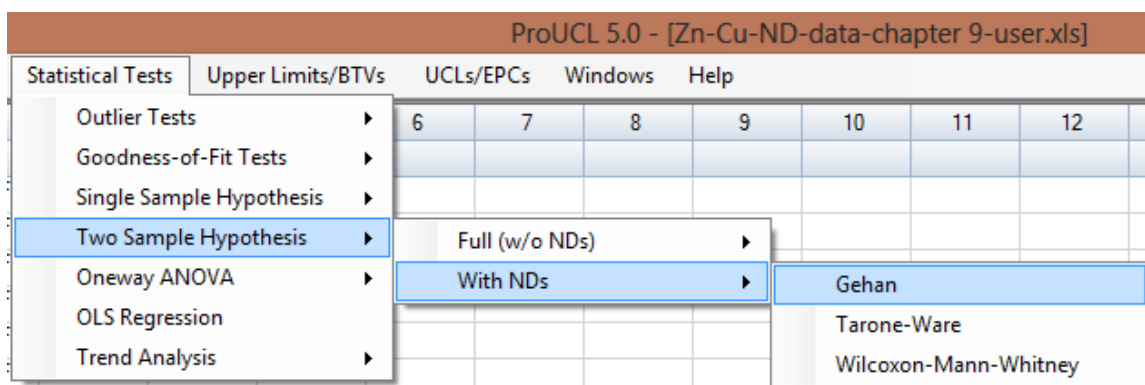 ProUCL 5.0 - [Zn-Cu-ND-data-chapter 9-user.xls]
Statistical Tests Upper Limits/BTVs UCLs/EPCs Windows Help
Outlier Tests 6 7 8 9 10 11 12
Goodness-of-Fit Tests
Single Sample Hypothesis
Two Sample Hypothesis Full (w/o NDs)
Oneway ANOVA With NDs Gehan
OLS Regression Tarone-Ware
Trend Analysis Wilcoxon-Mann-Whitney